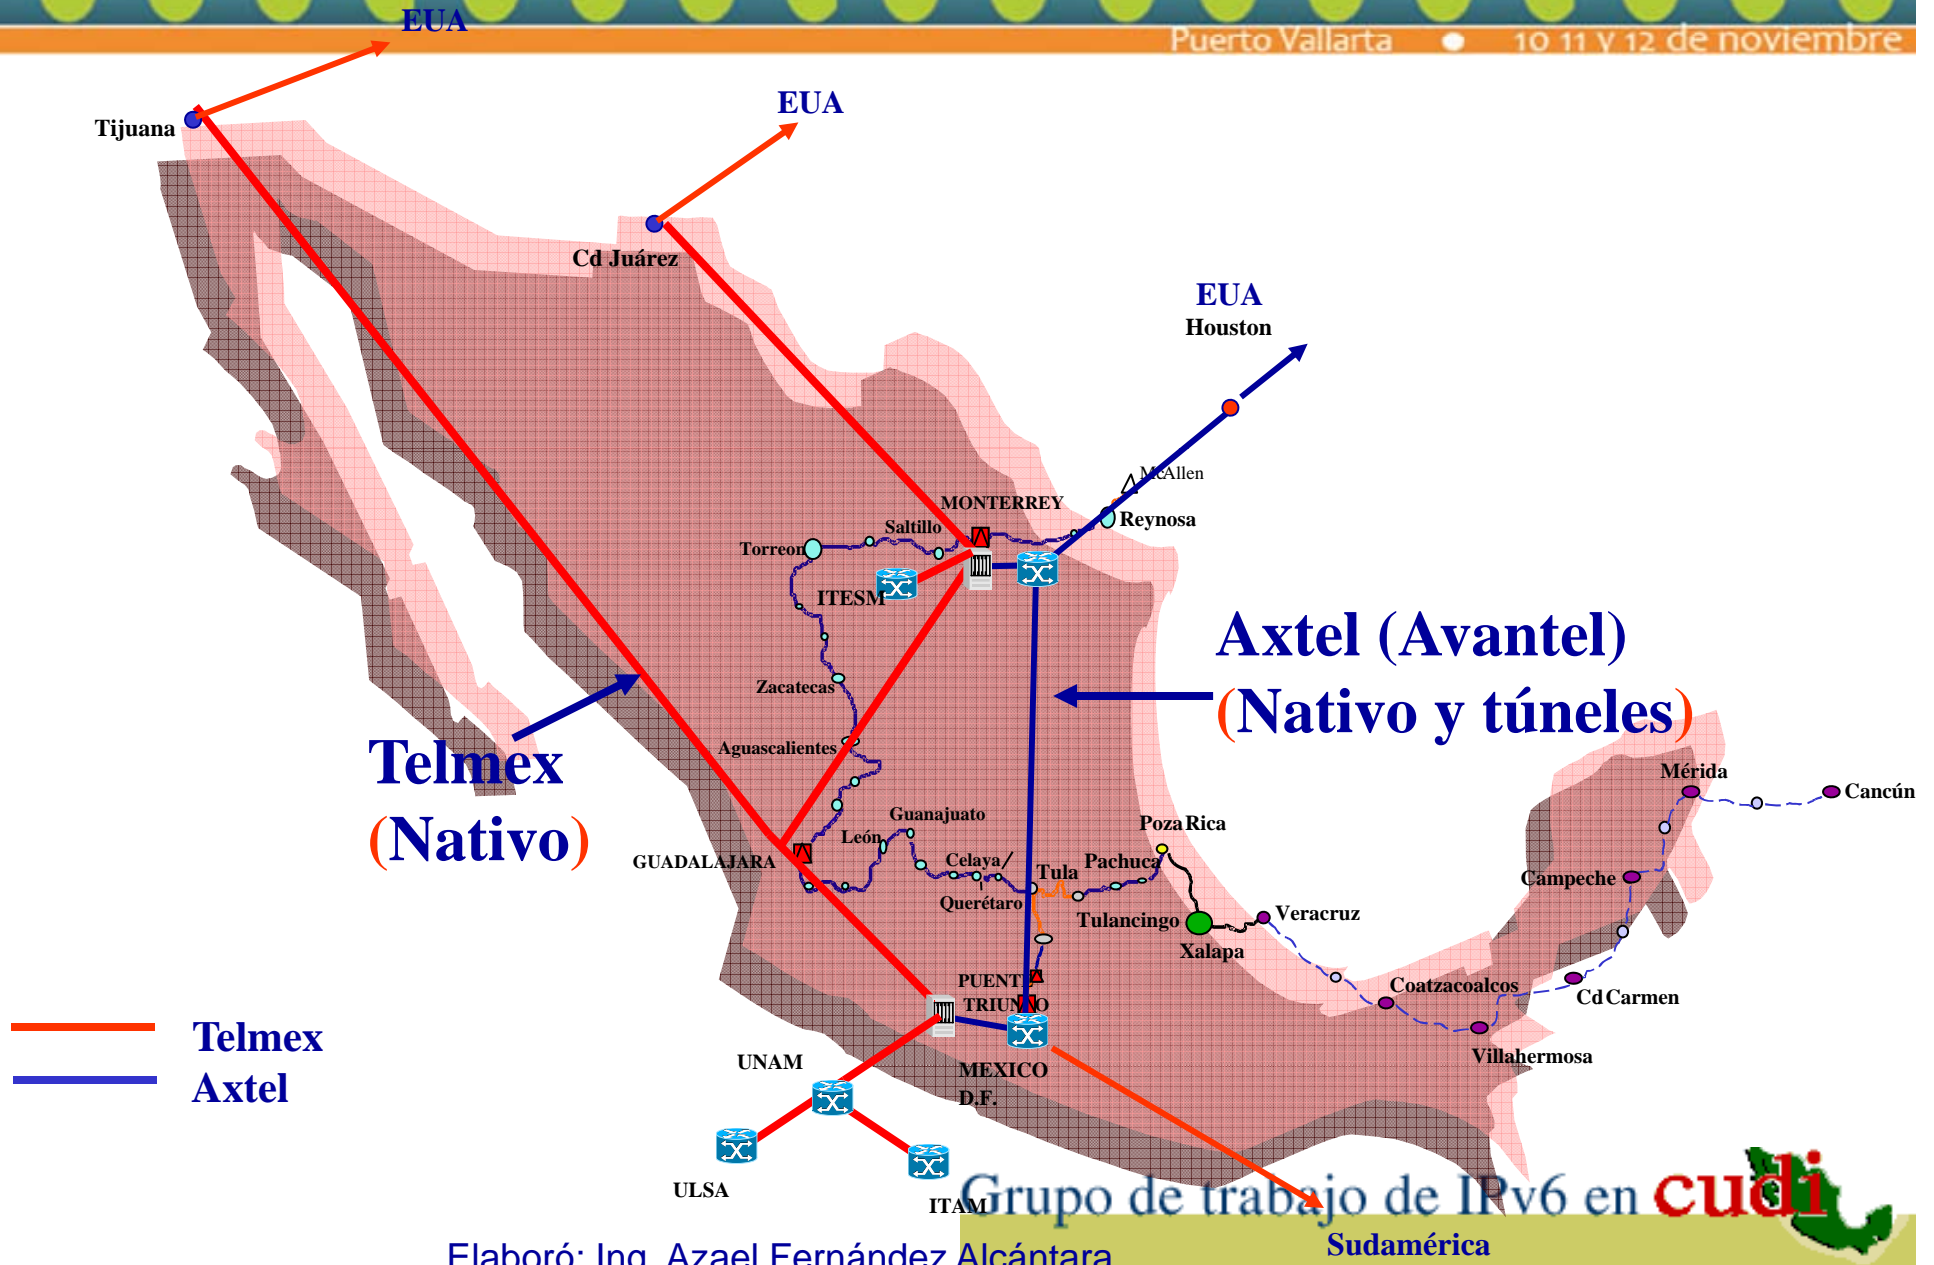 EUA
Puerto Vallarta • 10 11 y 12 de noviembre
EUA
Tijuana
Cd Juárez
EUA
Houston
McAllen
MONTERREY
Reynosa
Saltillo
Torreon
ITESM
Axtel (Avantel)
(Nativo y túneles)
Zacatecas
Aguascalientes
Telmex
(Nativo)
Mérida
Cancún
Guanajuato
León
Poza Rica
GUADALAJARA
Celaya/
Tula
Pachuca
Campeche
Querétaro
Tulancingo
Veracruz
Xalapa
PUENTE
TRIUNFO
Coatzacoalcos
Cd Carmen
Villahermosa
Telmex
Axtel
UNAM
MEXICO
D.F.
ULSA
ITAM
Grupo de trabajo de IPv6 en cudi
Sudamérica
Elaboró: Ing. Azael Fernández Alcántara